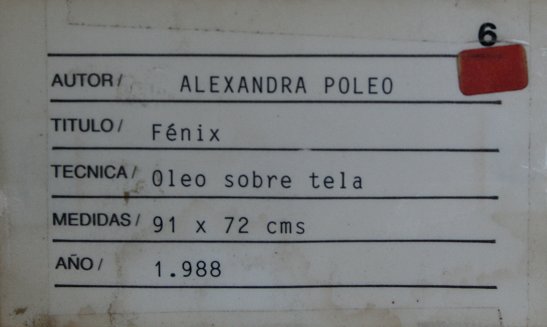 6
AUTOR/ ALEXANDRA POLEO
TITULO/ Fénix
TECNICA/ Oleo sobre tela
MEDIDAS/ 91 x 72 cms
AÑO/ 1.988